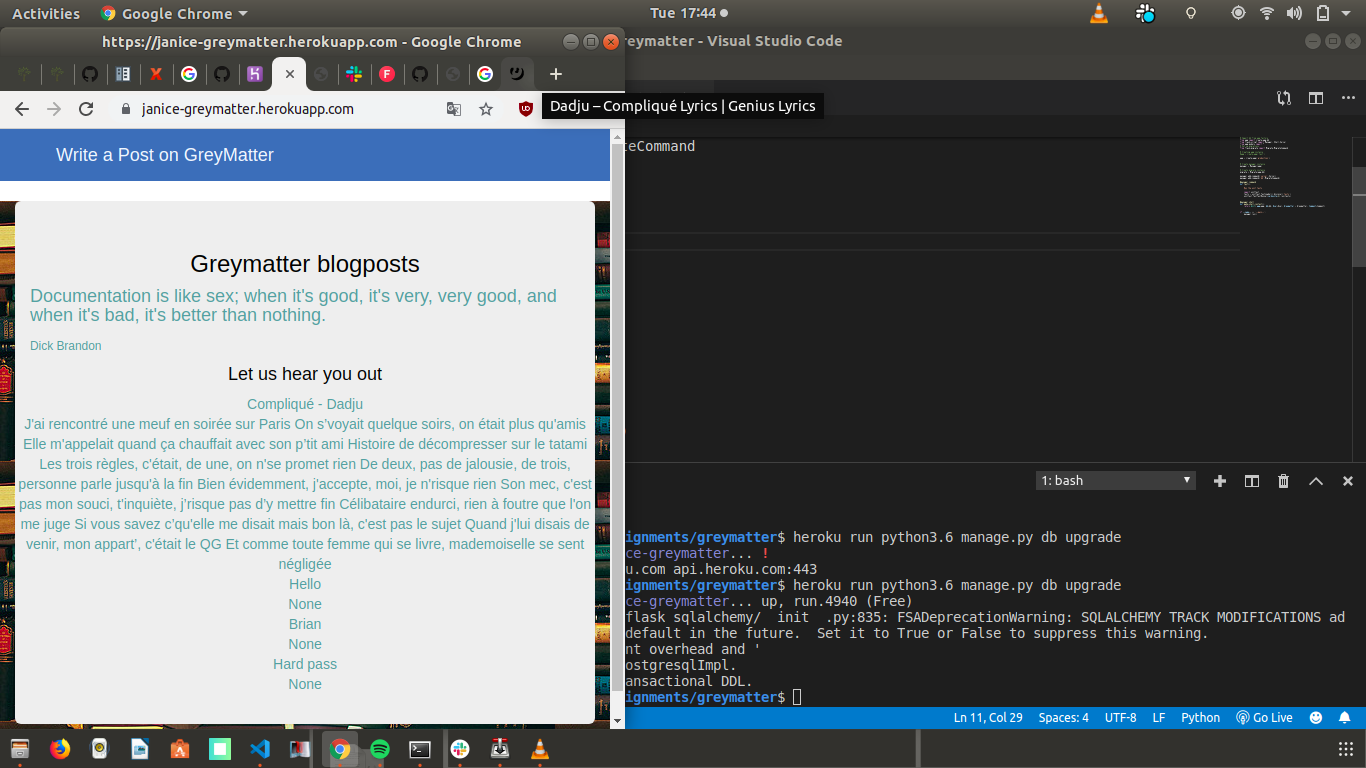 Activities
Google Chrome
Tue 17:44
https://janice-greymatter.herokuapp.com - Google Chrome
reymatter - Visual Studio Code
janice-greymatter.herokuapp.com
Dadju – Compliqué Lyrics | Genius Lyrics
Write a Post on GreyMatter
Greymatter blogposts
Documentation is like sex; when it's good, it's very, very good, and
when it's bad, it's better than nothing.
Dick Brandon
Let us hear you out
Compliqué - Dadju
J'ai rencontré une meuf en soirée sur Paris On s’voyait quelque soirs, on était plus qu'amis
Elle m'appelait quand ça chauffait avec son p’tit ami Histoire de décompresser sur le tatami
Les trois règles, c'était, de une, on n'se promet rien De deux, pas de jalousie, de trois,
personne parle jusqu'à la fin Bien évidemment, j'accepte, moi, je n'risque rien Son mec, c'est
pas mon souci, t'inquiète, j’risque pas d’y mettre fin Célibataire endurci, rien à foutre que l'on
me juge Si vous savez c’qu'elle me disait mais bon là, c'est pas le sujet Quand j’lui disais de
venir, mon appart’, c'était le QG Et comme toute femme qui se livre, mademoiselle se sent
négligée
Hello
None
Brian
None
Hard pass
None
teCommand
1: bash
ignments/greymatter$ heroku run python3.6 manage.py db upgrade
ce-greymatter... !
u.com api.heroku.com:443
ignments/greymatter$ heroku run python3.6 manage.py db upgrade
ce-greymatter... up, run.4940 (Free)
flask_sqlalchemy/__init__.py:835: FSADeprecationWarning: SQLALCHEMY_TRACK_MODIFICATIONS ad
default in the future.  Set it to True or False to suppress this warning.
nt overhead and '
ostgresqlImpl.
ansactional DDL.
ignments/greymatter$
Ln 11, Col 29
Spaces: 4
UTF-8
LF
Python
Go Live